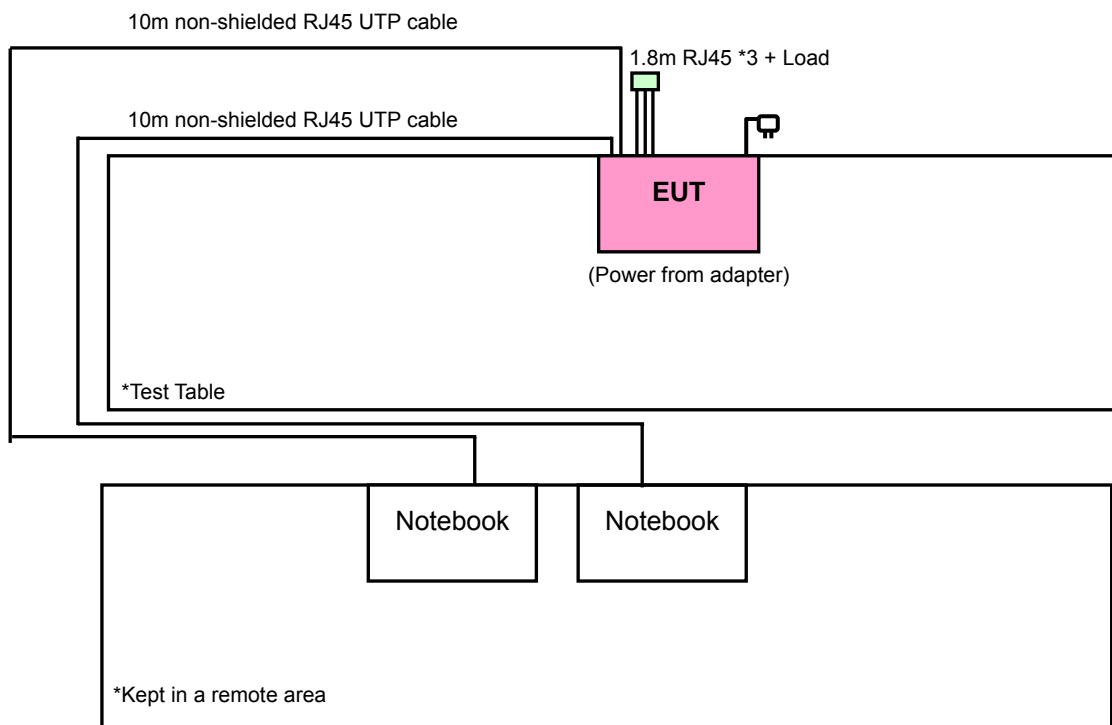 10m non-shielded RJ45 UTP cable
1.8m RJ45 *3 + Load
10m non-shielded RJ45 UTP cable
EUT
(Power from adapter)
*Test Table
Notebook
Notebook
*Kept in a remote area